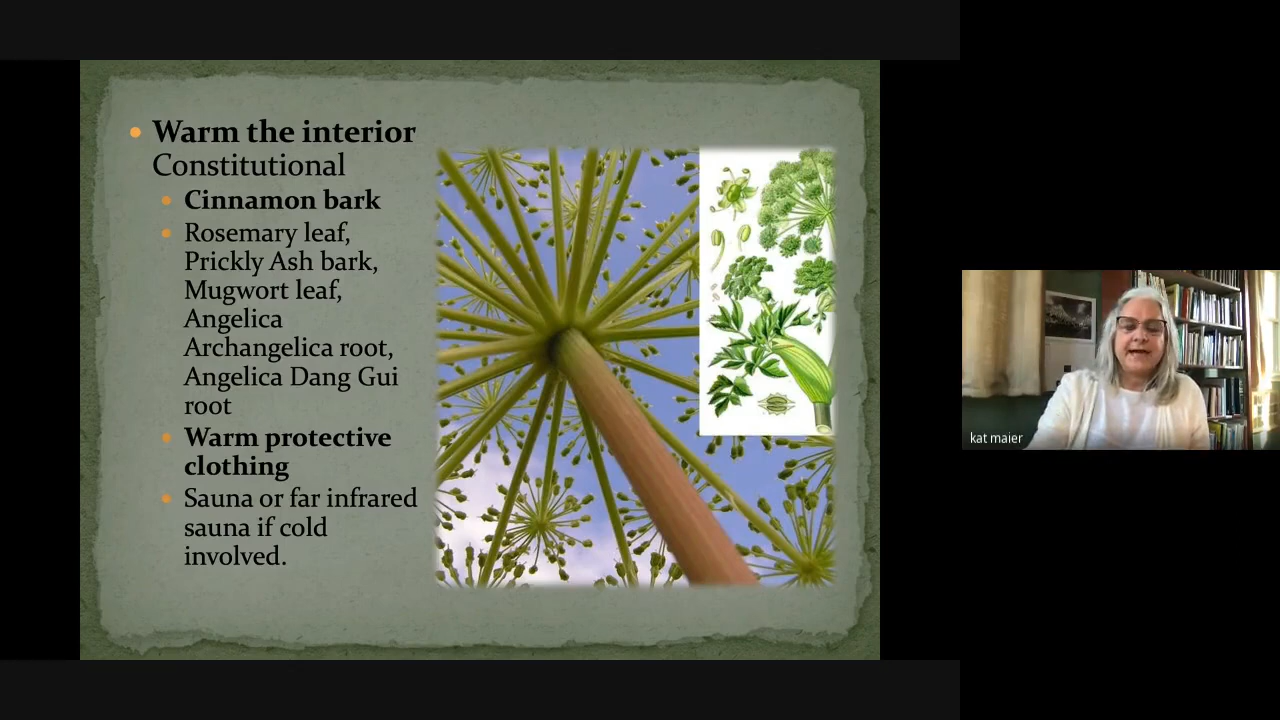 Warm the interior
Constitutional
Cinnamon bark
Rosemary leaf,
Prickly Ash bark,
Mugwort leaf,
Angelica
Archangelica root,
Angelica Dang Gui
root
Warm protective
clothing
Sauna or far infrared
sauna if cold
involved.
kat maier